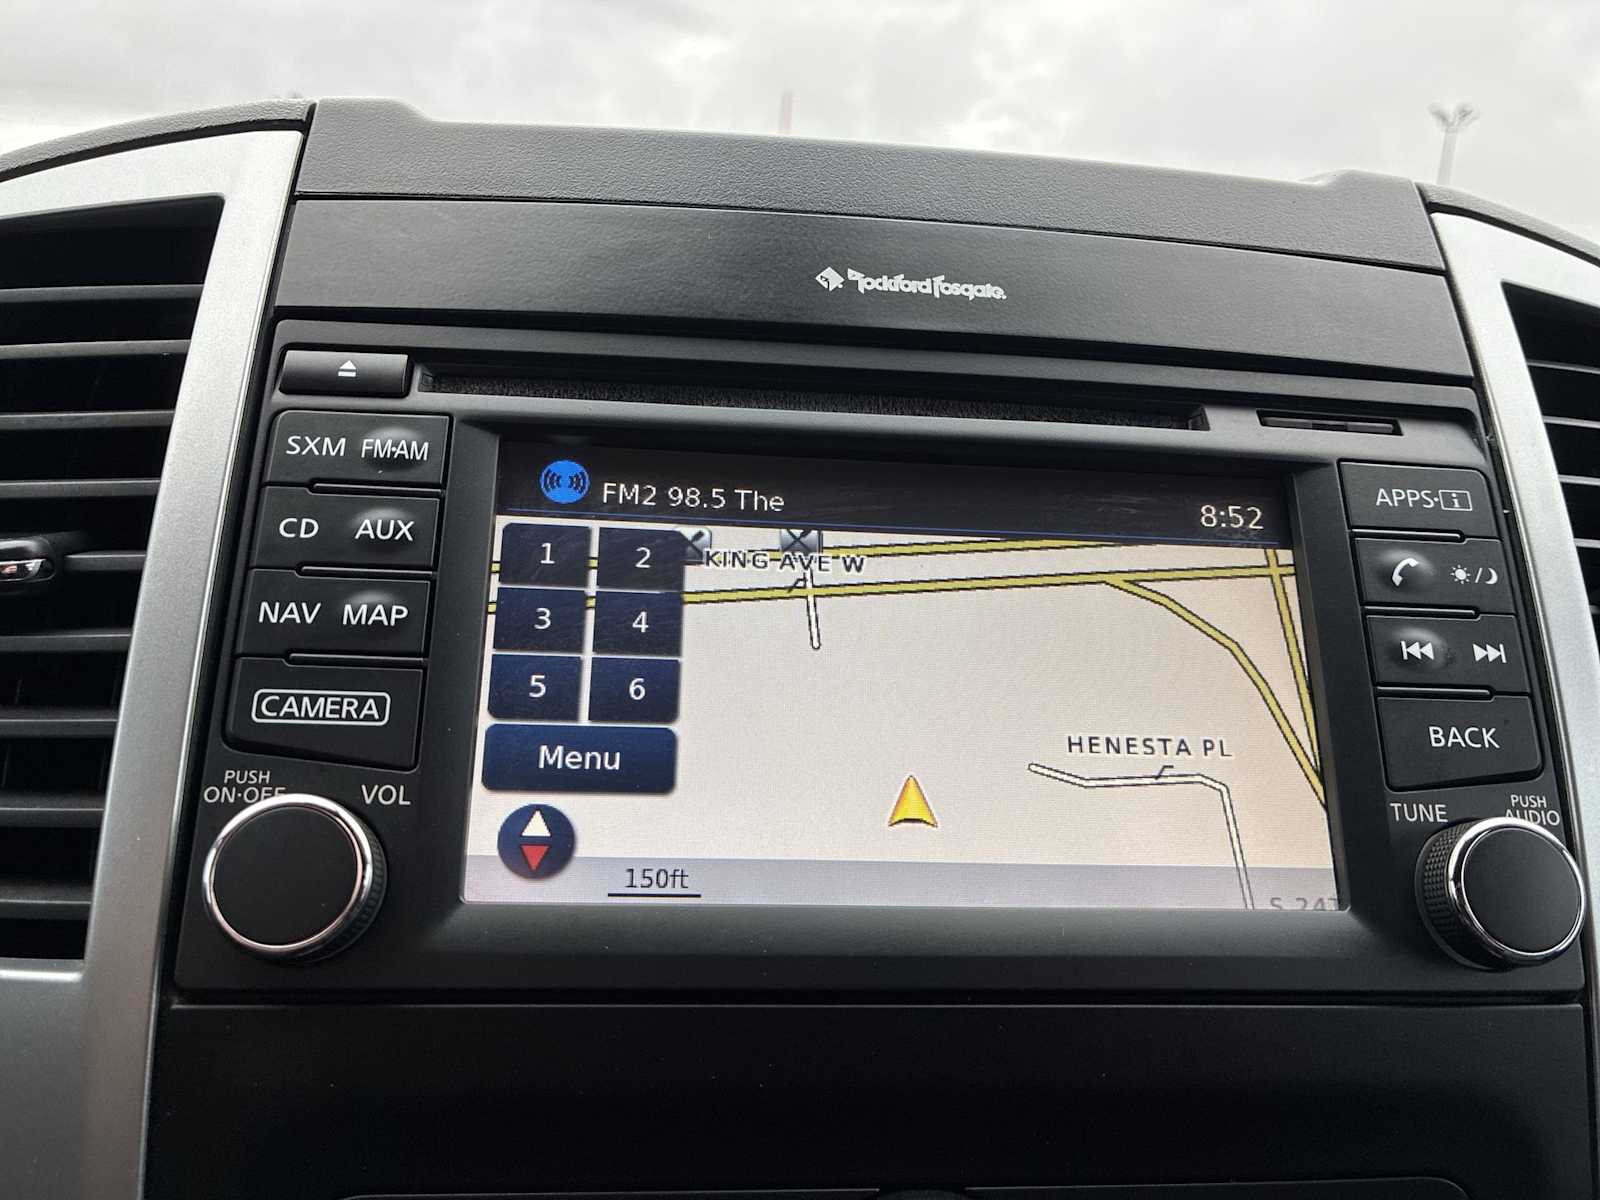 Rockford Fosgate
SXM FM·AM
CD AUX
NAV MAP
CAMERA
PUSH
ON·OFF
VOL
FM2 98.5 The
8:52
1 2
3 4
5 6
Menu
KING AVE W
HENESTA PL
150ft
APPS·i
BACK
TUNE
PUSH
AUDIO